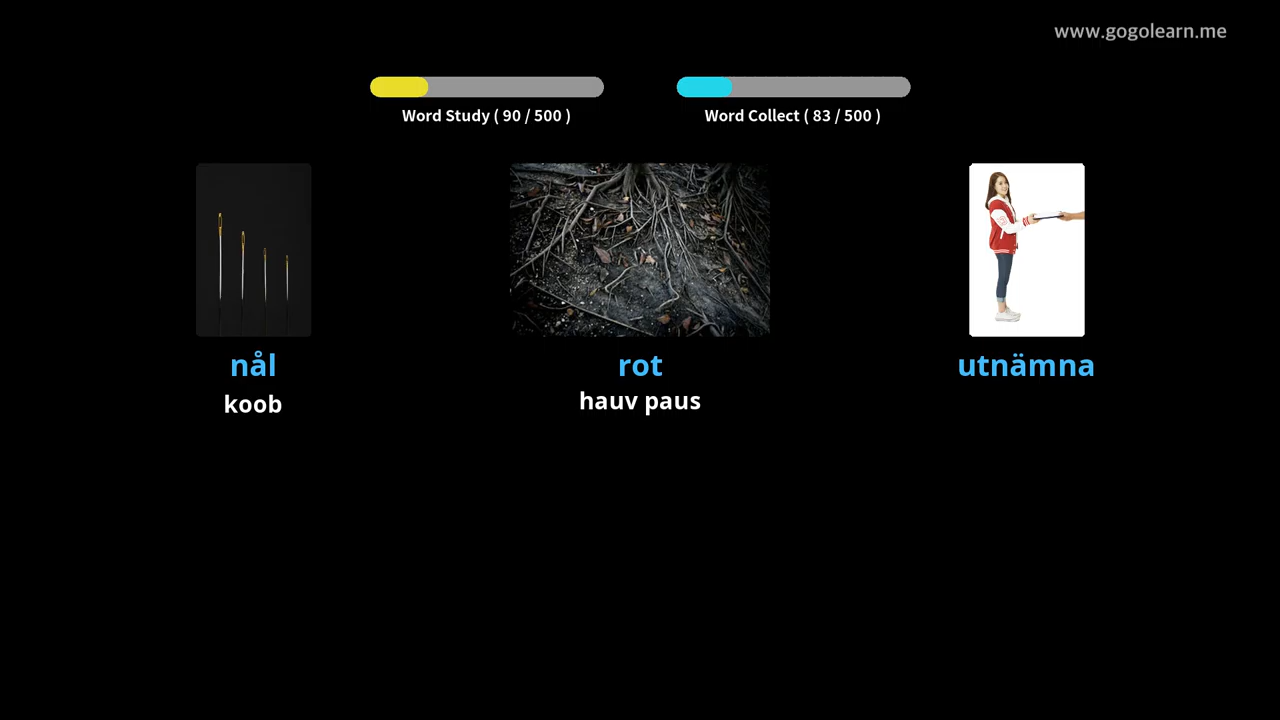 www.gogolearn.me
Word Study ( 90 / 500 )
Word Collect ( 83 / 500 )
nål
rot
utnämna
koob
hauv paus